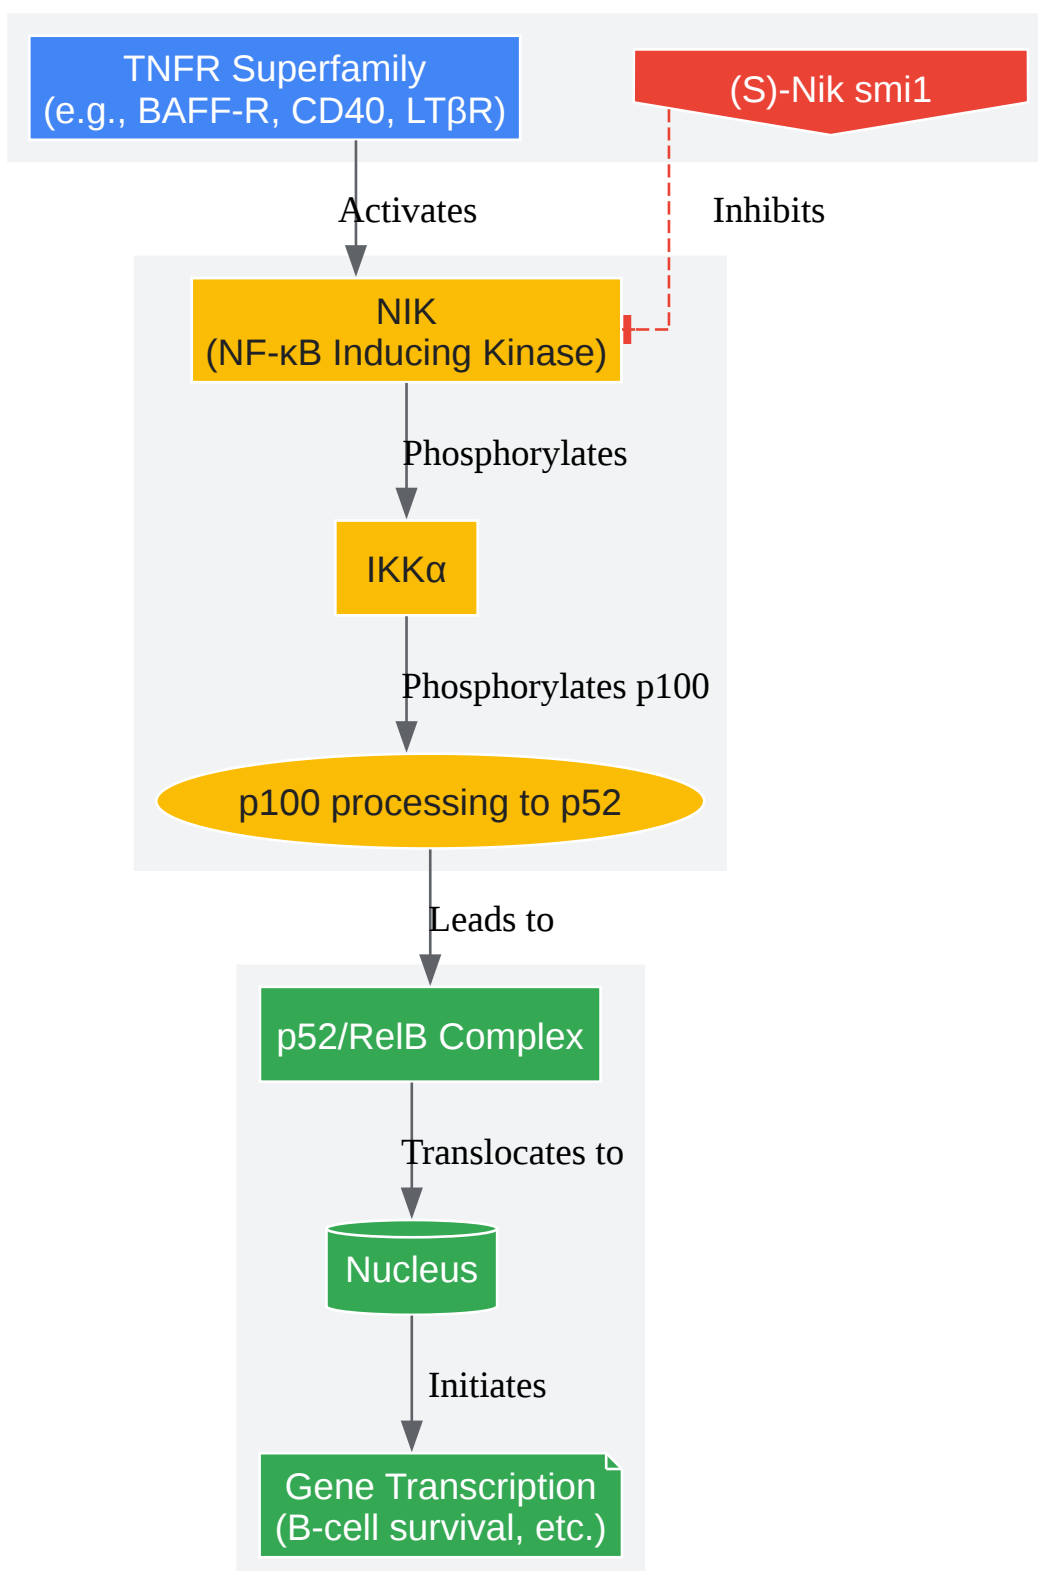 TNFR Superfamily
(e.g., BAFF-R, CD40, LTβR)
(S)-Nik smi1
Activates
Inhibits
NIK
(NF-κB Inducing Kinase)
Phosphorylates
IKKα
Phosphorylates p100
p100 processing to p52
Leads to
p52/RelB Complex
Translocates to
Nucleus
Initiates
Gene Transcription
(B-cell survival, etc.)